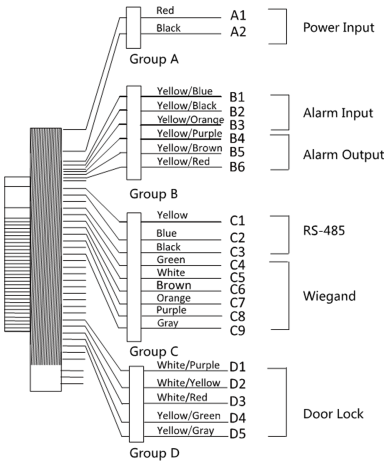 Red A1
Black A2
Power Input
Group A
Yellow/Blue B1
Yellow/Black B2
Yellow/Orange B3
Alarm Input
Yellow/Purple B4
Yellow/Brown B5
Yellow/Red B6
Alarm Output
Group B
Yellow C1
Blue C2
Black C3
RS-485
Green C4
White C5
Brown C6
Orange C7
Purple C8
Gray C9
Wiegand
Group C
White/Purple D1
White/Yellow D2
White/Red D3
Yellow/Green D4
Yellow/Gray D5
Door Lock
Group D